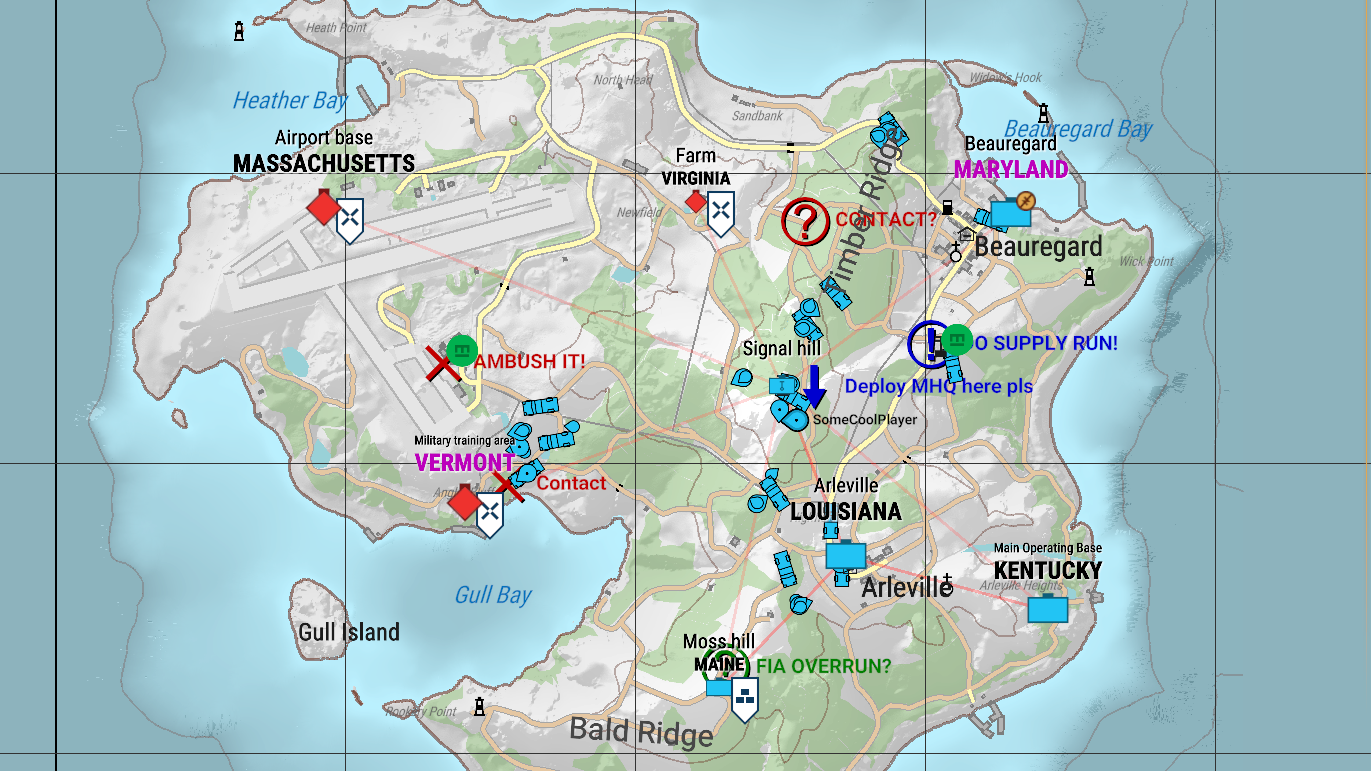 Heath Point
North Head
Widow's Hook
Heather Bay
Sandbank
Beauregard Bay
Airport base
MASSACHUSETTS
Farm
VIRGINIA
Beauregard
MARYLAND
Newfield
CONTACT?
Timber Ridge
Beauregard
Wick Point
Signal hill
O SUPPLY RUN!
AMBUSH IT!
Deploy MHQ here pls
SomeCoolPlayer
Military training area
VERMONT
Contact
Arleville
LOUISIANA
Main Operating Base
KENTUCKY
Arleville Heights
Arleville
Gull Bay
Gull Island
Moss hill
MAINE
FIA OVERRUN?
Rookery Point
Bald Ridge